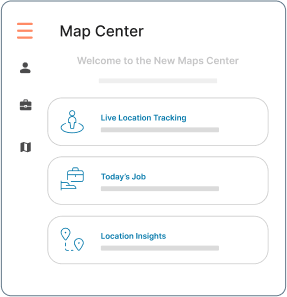 Map Center
Welcome to the New Maps Center
Live Location Tracking
Today's Job
Location Insights